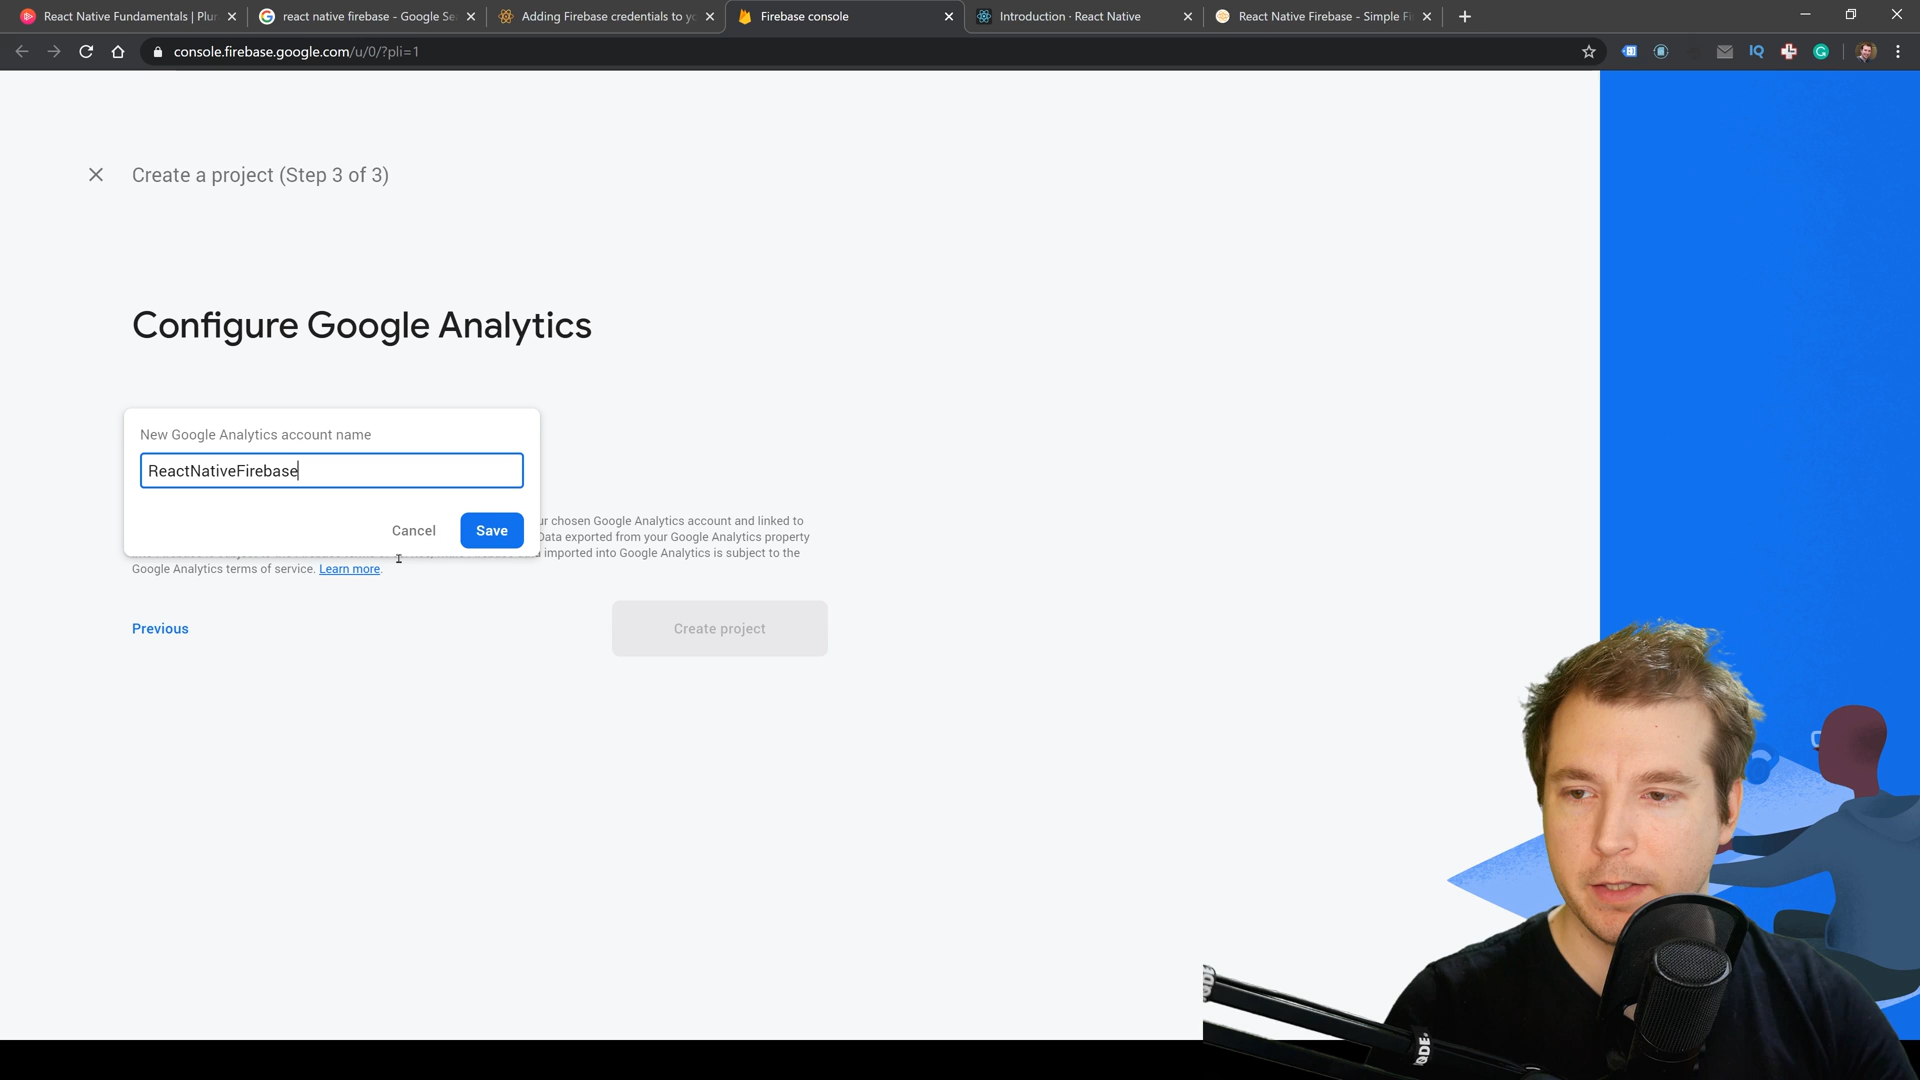 React Native Fundamentals | Plur
react native firebase - Google Se
Adding Firebase credentials to yo
Firebase console
Introduction · React Native
React Native Firebase - Simple Fi
console.firebase.google.com/u/0/?pli=1
IQ
Create a project (Step 3 of 3)
Configure Google Analytics
New Google Analytics account name
ReactNativeFirebase
Cancel
Save
ur chosen Google Analytics account and linked to
Data exported from your Google Analytics property
imported into Google Analytics is subject to the
Google Analytics terms of service. Learn more.
Previous
Create project